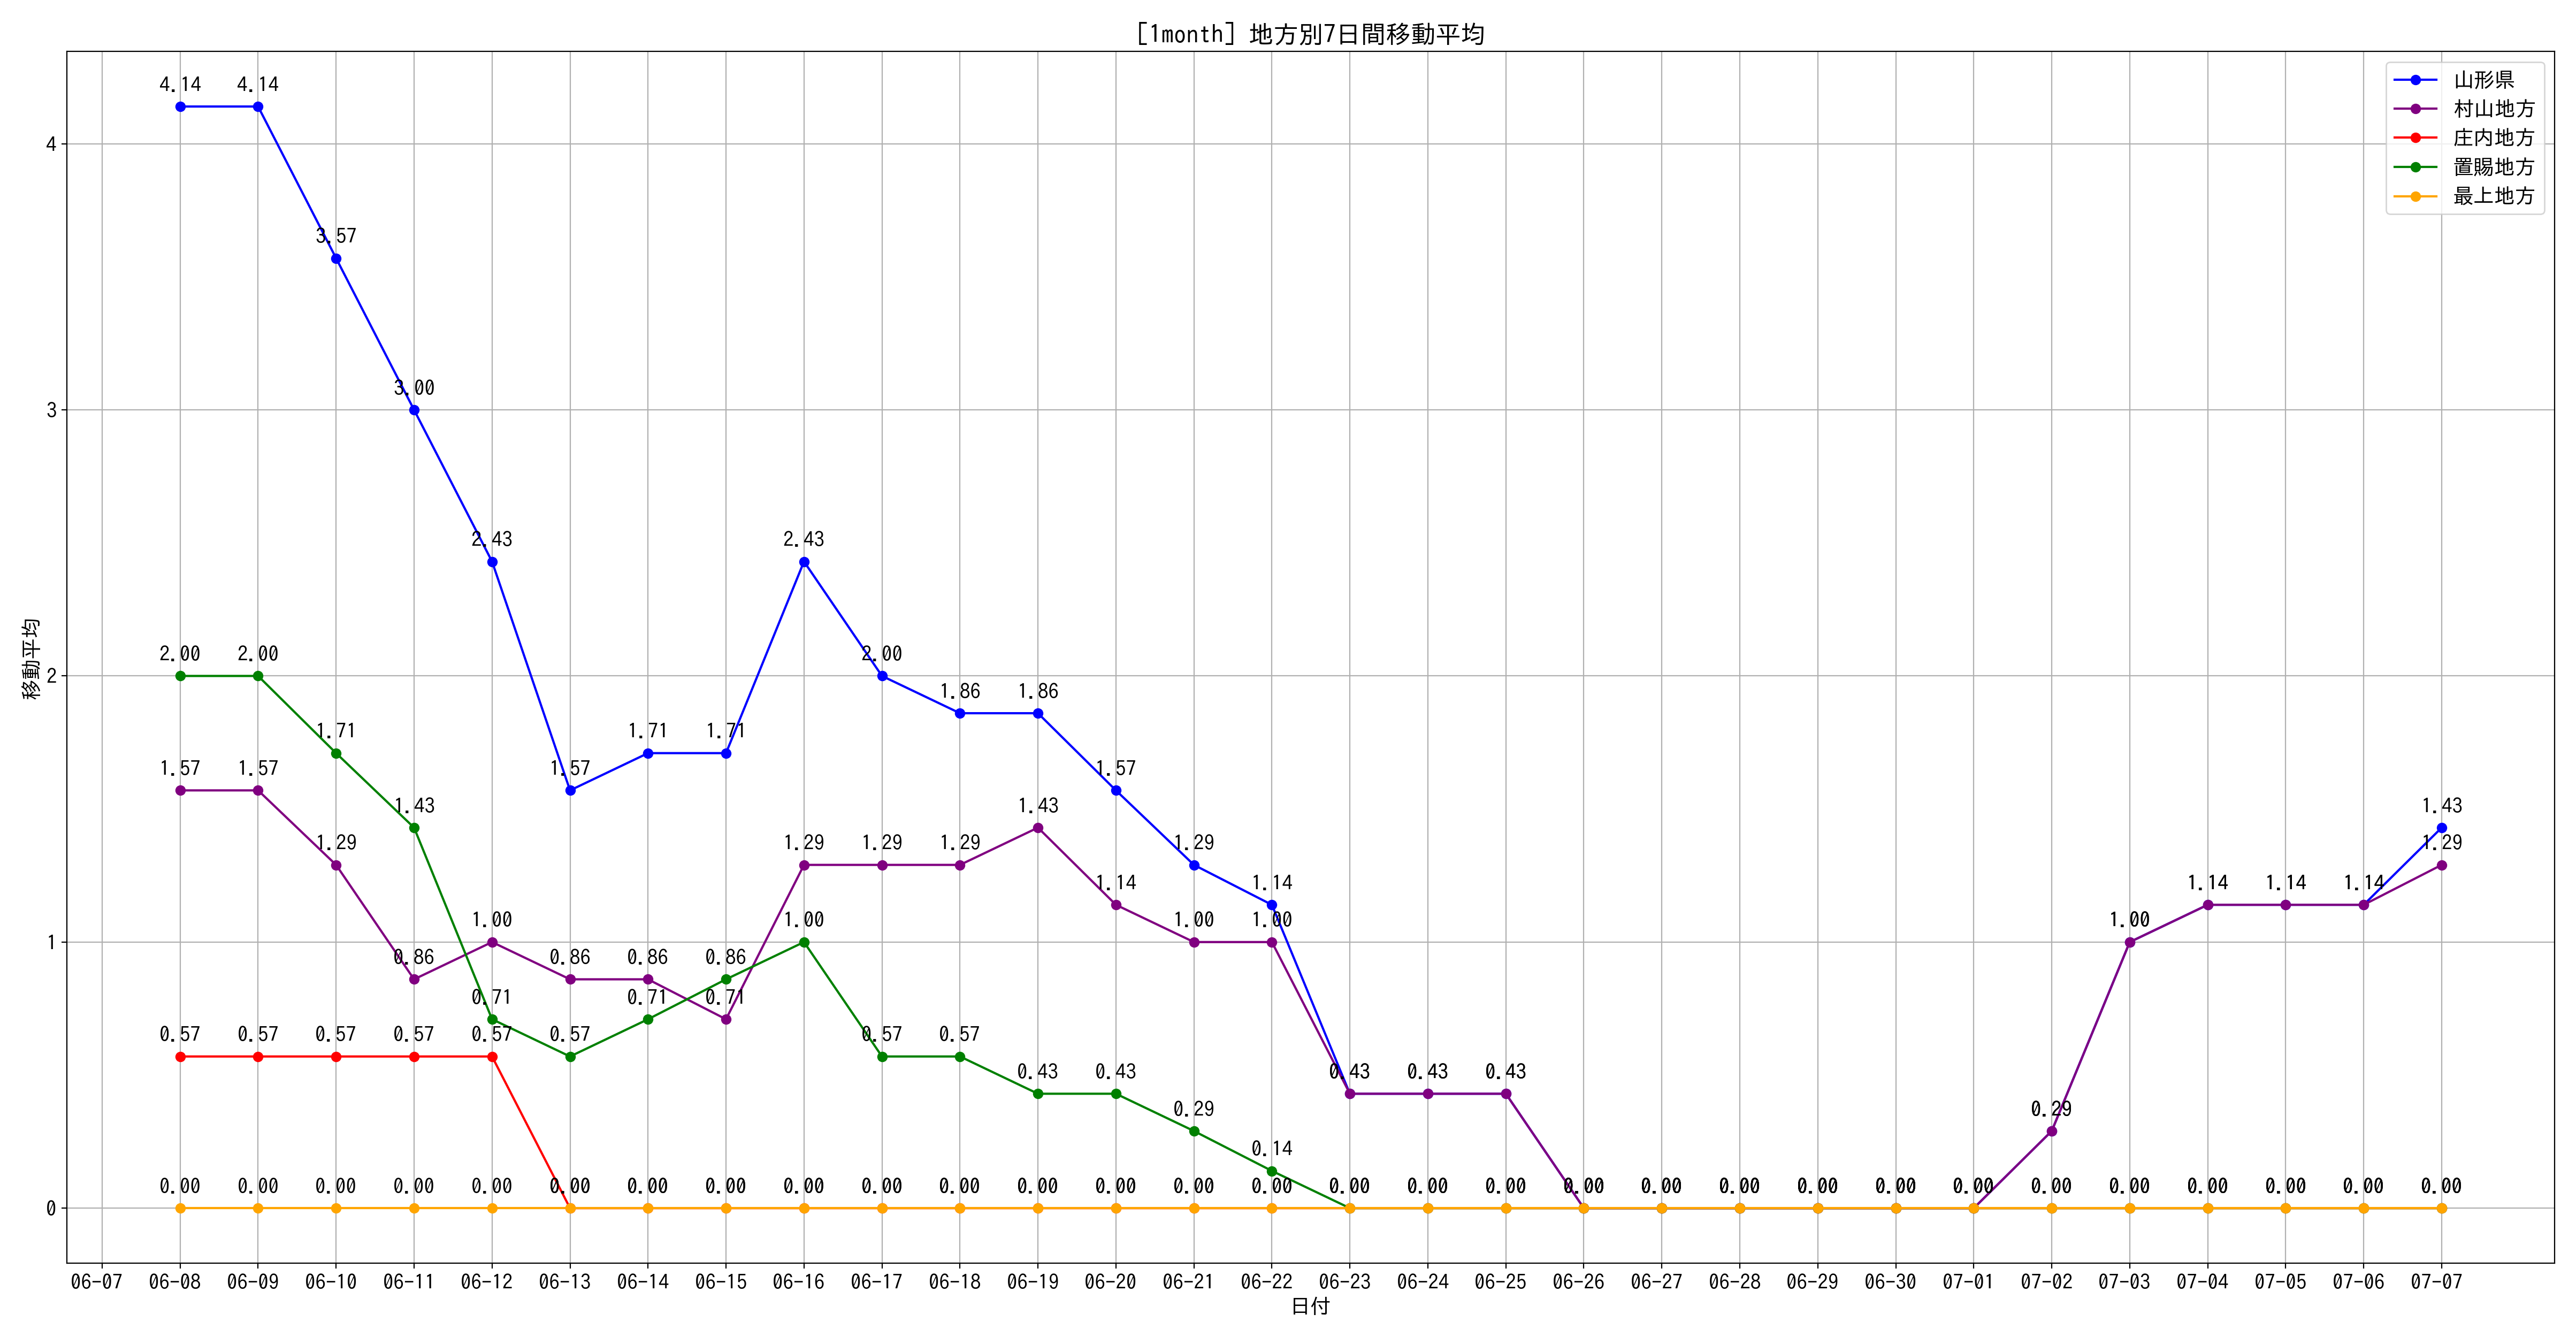 [1month] 地方別7日間移動平均
山形県
村山地方
庄内地方
置賜地方
最上地方
移動平均
4
3
2
1
0
4.14 4.14 3.57 3.00 2.43 1.57 1.71 1.71 2.43 2.00 1.86 1.86 1.57 1.29 1.14 1.43
1.57 1.57 1.29 0.86 1.00 0.86 0.86 0.71 1.29 1.29 1.29 1.43 1.14 1.00 1.00 0.43 0.43 0.43 0.00 0.00 0.00 0.00 0.00 0.00 0.29 1.00 1.14 1.14 1.14 1.29
2.00 2.00 1.71 1.43 0.71 0.57 0.71 0.86 1.00 0.57 0.57 0.43 0.43 0.29 0.14
0.57 0.57 0.57 0.57 0.57
0.00 0.00 0.00 0.00 0.00 0.00 0.00 0.00 0.00 0.00 0.00 0.00 0.00 0.00 0.00 0.00 0.00 0.00 0.00 0.00 0.00 0.00 0.00 0.00 0.00 0.00 0.00 0.00 0.00 0.00
06-07 06-08 06-09 06-10 06-11 06-12 06-13 06-14 06-15 06-16 06-17 06-18 06-19 06-20 06-21 06-22 06-23 06-24 06-25 06-26 06-27 06-28 06-29 06-30 07-01 07-02 07-03 07-04 07-05 07-06 07-07
日付